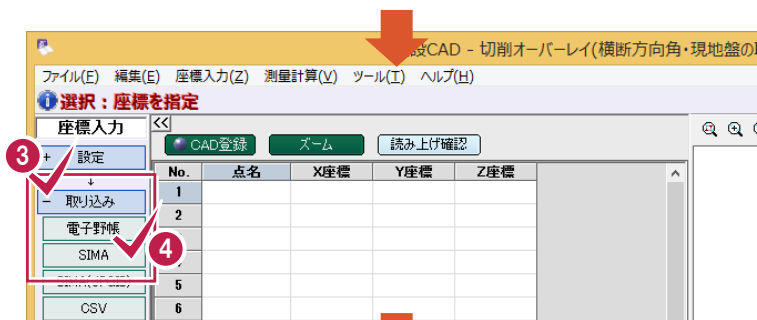 設CAD - 切削オーバーレイ(横断方向角・現地盤の
ファイル(F) 編集(E) 座標入力(Z) 測量計算(V) ツール(T) ヘルプ(H)
選択：座標を指定
座標入力 <<
CAD登録 ズーム 読み上げ確認
3
+ 設定
↓
No. 点名 X座標 Y座標 Z座標
1
- 取り込み
2
電子野帳
4
SIMA
5
CSV
6